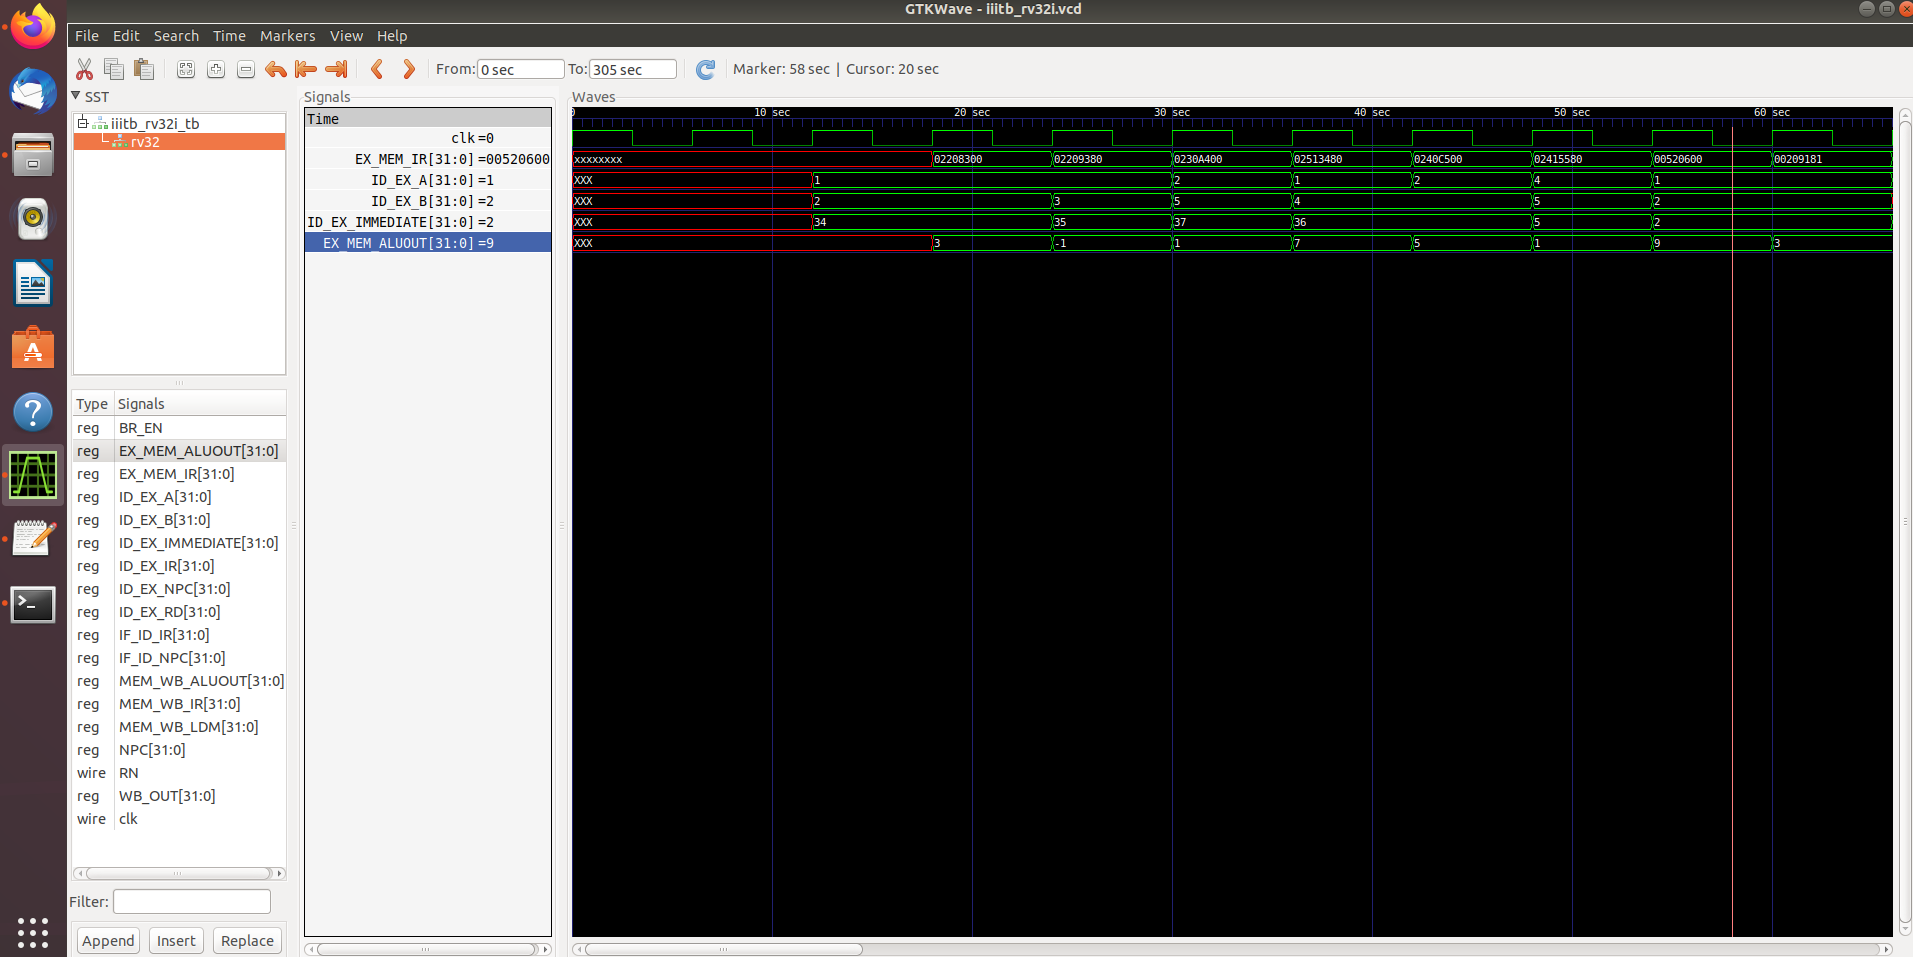 GTKWave - iiitb_rv32i.vcd
File Edit Search Time Markers View Help
From: 0 sec To: 305 sec Marker: 58 sec | Cursor: 20 sec
SST
iiitb_rv32i_tb
rv32
Type Signals
reg BR_EN
reg EX_MEM_ALUOUT[31:0]
reg EX_MEM_IR[31:0]
reg ID_EX_A[31:0]
reg ID_EX_B[31:0]
reg ID_EX_IMMEDIATE[31:0]
reg ID_EX_IR[31:0]
reg ID_EX_NPC[31:0]
reg ID_EX_RD[31:0]
reg IF_ID_IR[31:0]
reg IF_ID_NPC[31:0]
reg MEM_WB_ALUOUT[31:0]
reg MEM_WB_IR[31:0]
reg MEM_WB_LDM[31:0]
reg NPC[31:0]
wire RN
reg WB_OUT[31:0]
wire clk
Filter:
Append Insert Replace
Signals
Time
clk =0
EX_MEM_IR[31:0] =00520600
ID_EX_A[31:0] =1
ID_EX_B[31:0] =2
ID_EX_IMMEDIATE[31:0] =2
EX_MEM_ALUOUT[31:0] =9
Waves
0 10 sec 20 sec 30 sec 40 sec 50 sec 60 sec
xxxxxxxx 02208300 02209380 0230A400 02513480 0240C500 02415580 00520600 00209181
XXX 1 2 1 2 4 1
XXX 2 3 5 4 5 2
XXX 34 35 37 36 5 2
XXX 3 -1 1 7 5 1 9 3